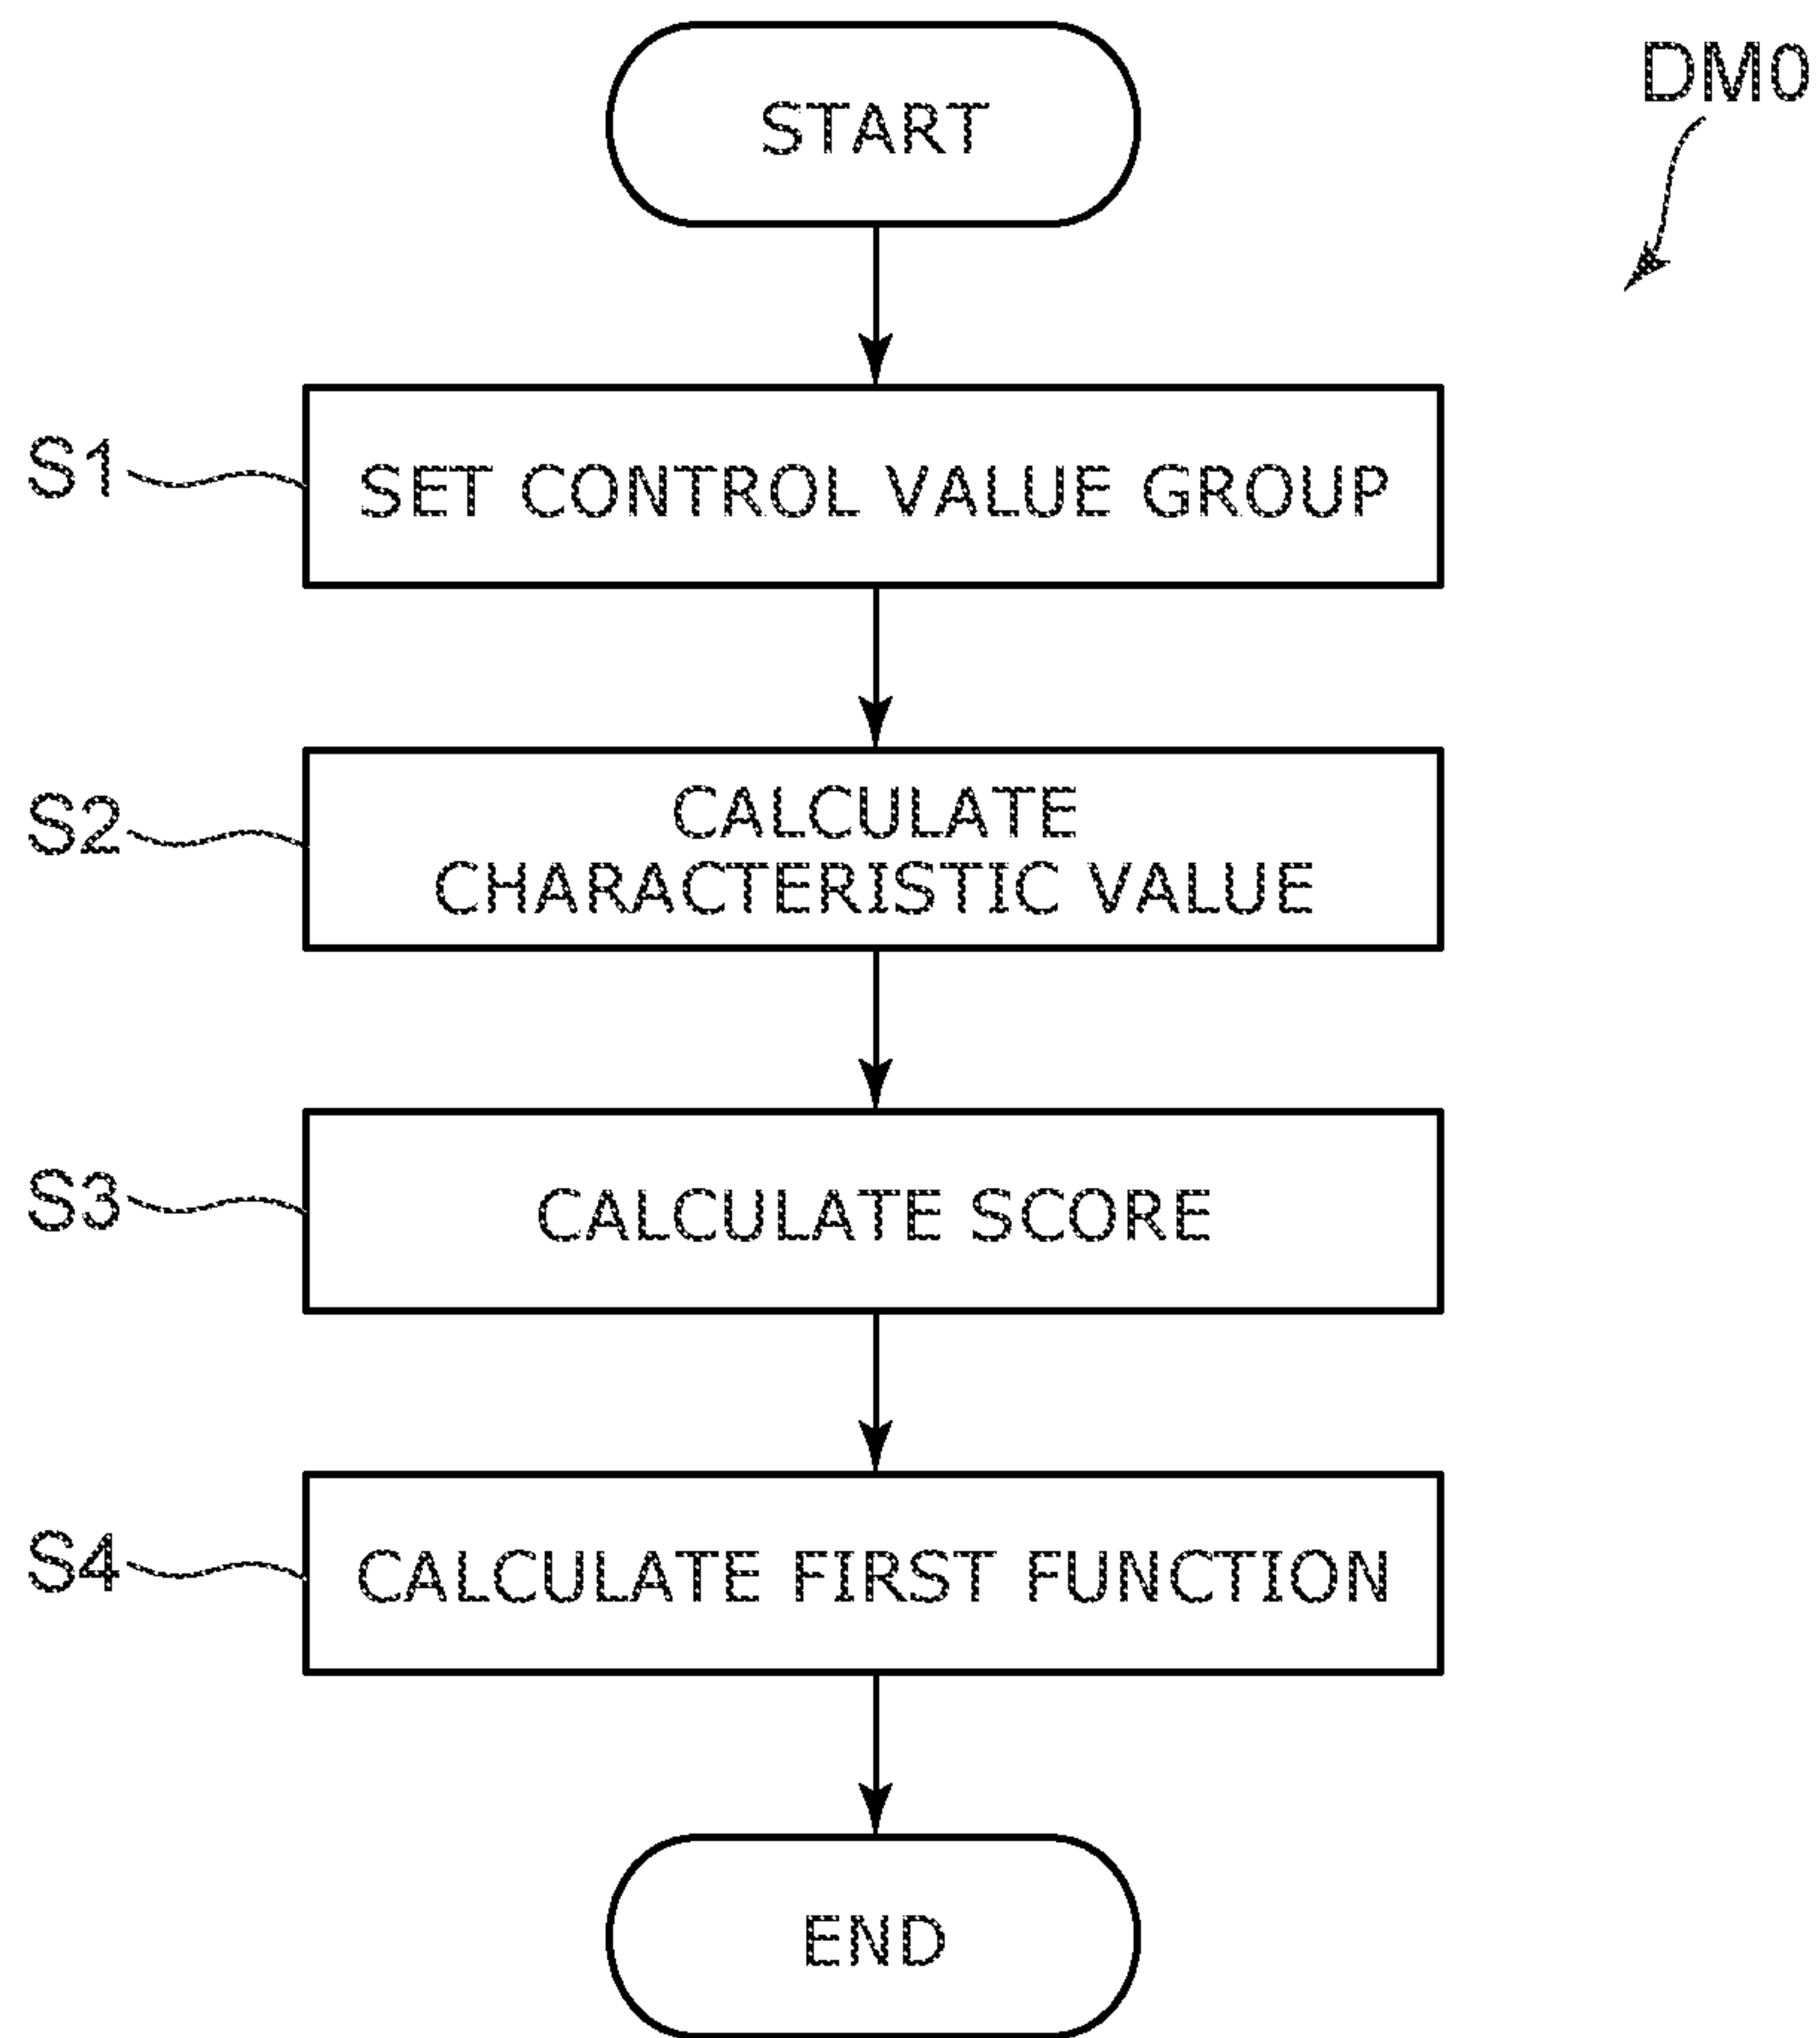 START
DM0
S1
SET CONTROL VALUE GROUP
S2
CALCULATE
CHARACTERISTIC VALUE
S3
CALCULATE SCORE
S4
CALCULATE FIRST FUNCTION
END